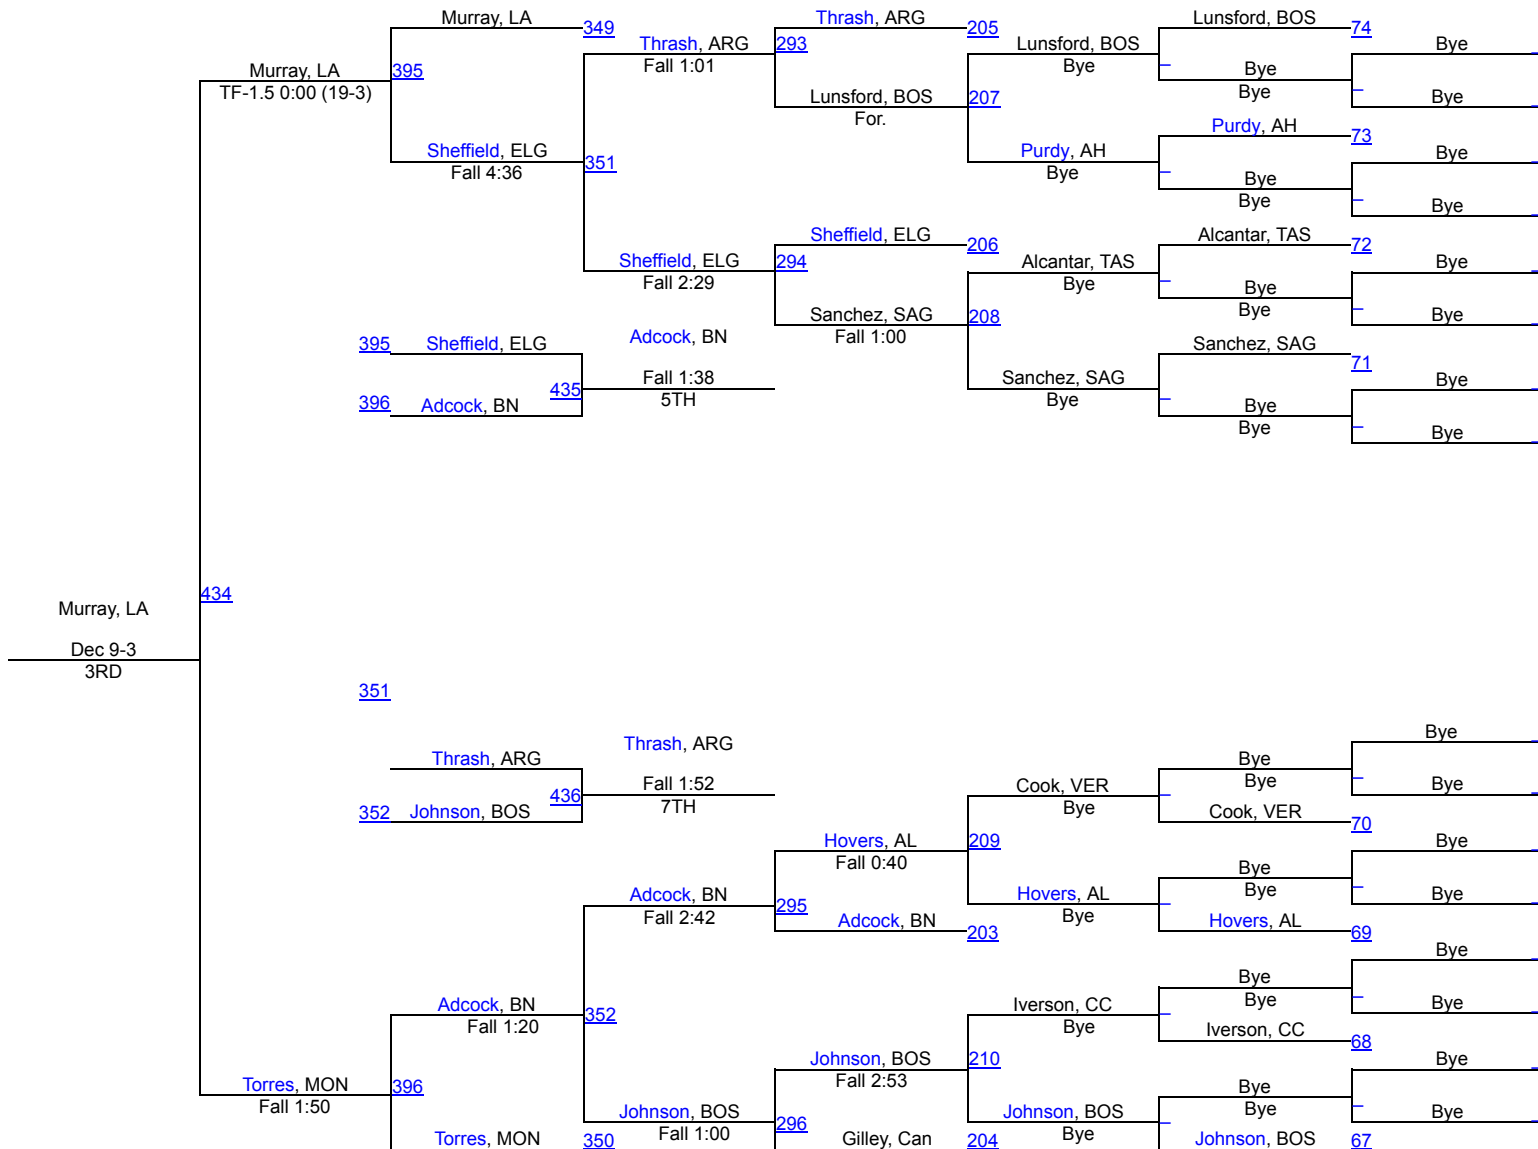 Murray, LA
349
Thrash, ARG
205
Lunsford, BOS
74
Thrash, ARG
293
Lunsford, BOS
Bye
Bye
Fall 1:01
Murray, LA
395
Bye
Bye
TF-1.5 0:00 (19-3)
Lunsford, BOS
207
For.
Bye
Purdy, AH
73
Sheffield, ELG
351
Purdy, AH
Bye
Fall 4:36
Bye
Bye
Bye
Bye
Sheffield, ELG
206
Alcantar, TAS
72
Sheffield, ELG
294
Alcantar, TAS
Bye
Fall 2:29
Bye
Bye
Bye
Sanchez, SAG
208
Bye
Fall 1:00
395
Sheffield, ELG
Adcock, BN
Sanchez, SAG
71
Fall 1:38
Sanchez, SAG
Bye
396
Adcock, BN
435
5TH
Bye
Bye
Bye
Bye
434
Murray, LA
Dec 9-3
3RD
351
Thrash, ARG
Bye
Thrash, ARG
Bye
Bye
Fall 1:52
Cook, VER
Bye
436
7TH
Bye
352
Johnson, BOS
Cook, VER
70
Hovers, AL
209
Bye
Fall 0:40
Bye
Bye
Adcock, BN
295
Hovers, AL
Bye
Fall 2:42
Bye
Adcock, BN
203
Hovers, AL
69
Bye
Bye
Adcock, BN
352
Iverson, CC
Bye
Bye
Fall 1:20
Bye
Iverson, CC
68
Johnson, BOS
210
Bye
Fall 2:53
Torres, MON
396
Bye
Fall 1:50
Bye
Johnson, BOS
296
Johnson, BOS
Bye
Fall 1:00
Bye
Torres, MON
350
Gilley, Can
204
Johnson, BOS
67